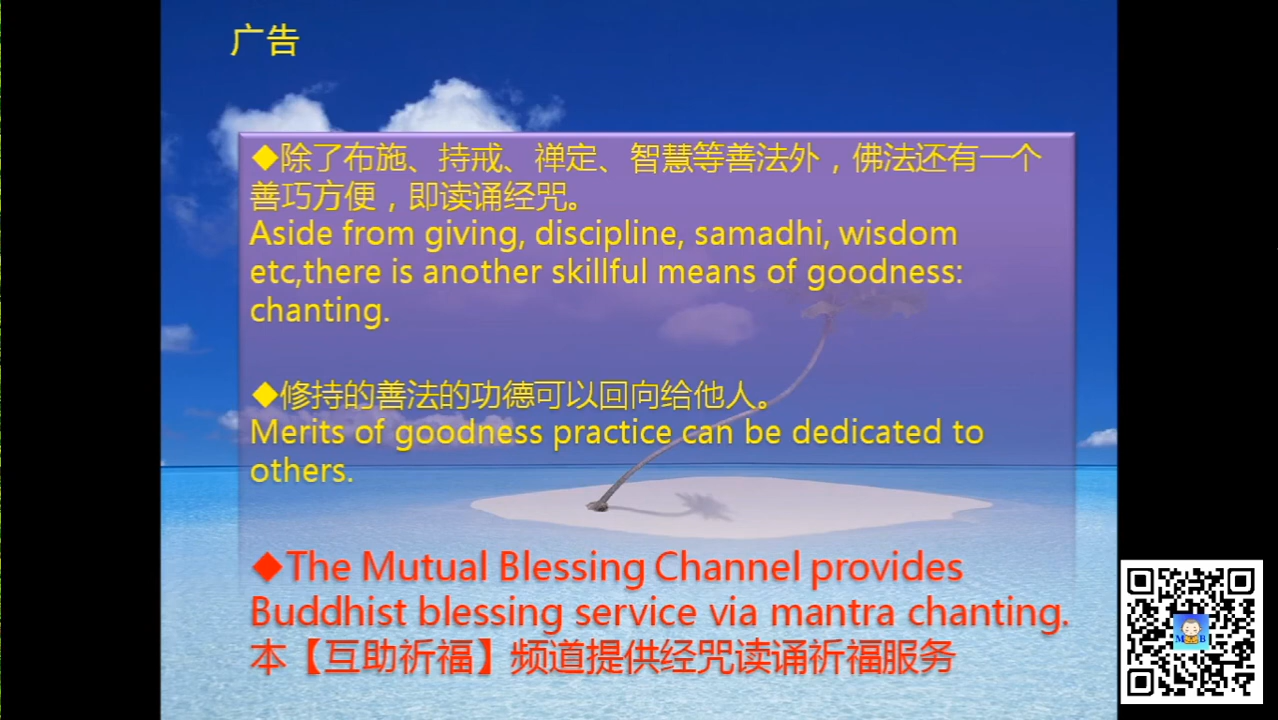 广告
◆除了布施、持戒、禅定、智慧等善法外，佛法还有一个
善巧方便，即读诵经咒。
Aside from giving, discipline, samadhi, wisdom
etc,there is another skillful means of goodness:
chanting.
◆修持的善法的功德可以回向给他人。
Merits of goodness practice can be dedicated to
others.
◆The Mutual Blessing Channel provides
Buddhist blessing service via mantra chanting.
本【互助祈福】频道提供经咒读诵祈福服务
M B